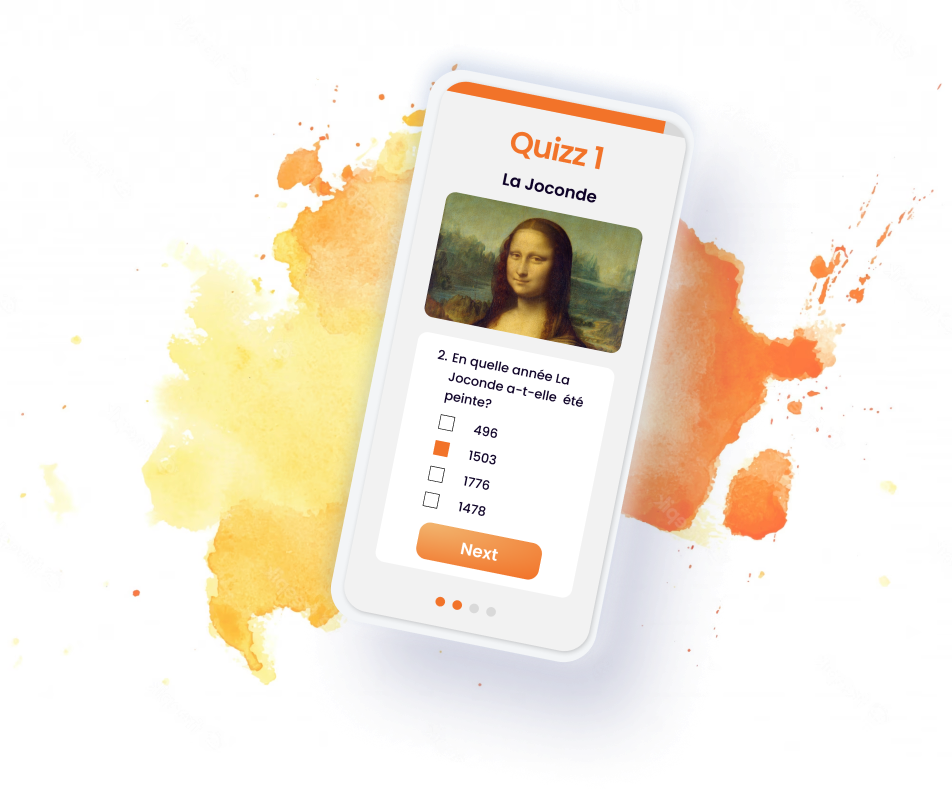 Quizz 1
La Joconde
2. En quelle année La
Joconde a-t-elle été
peinte?
496
1503
1776
1478
Next